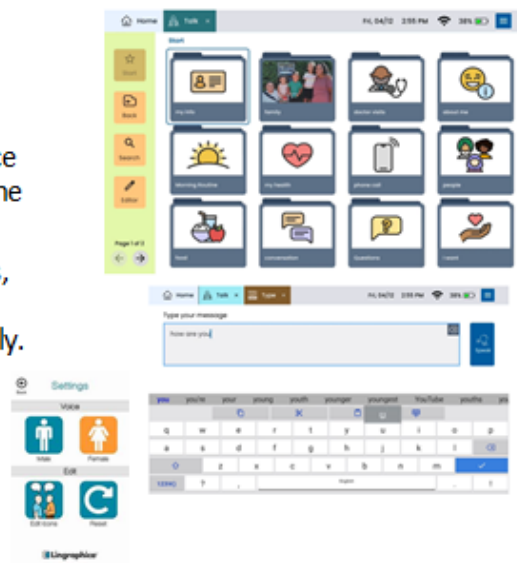 Home Talk × Fri, 04/12 2:55 PM 38%
Start
Start
my info
family
doctor visits
about me
Back
Search
Morning Routine
my health
phone call
people
Editor
Page 1 of 2
food
conversation
Questions
I want
ly.
Home Talk × Type × Fri, 04/12 2:55 PM 38%
Type your message
how are you
Speak
Settings
Voice
Male
Female
Edit
Edit Icons
Reset
Lingraphica
you you're your young youth younger youngest YouTube youths
u
q w e r t y u i o p
a s d f g h j k l
z x c v b n m
? , . !